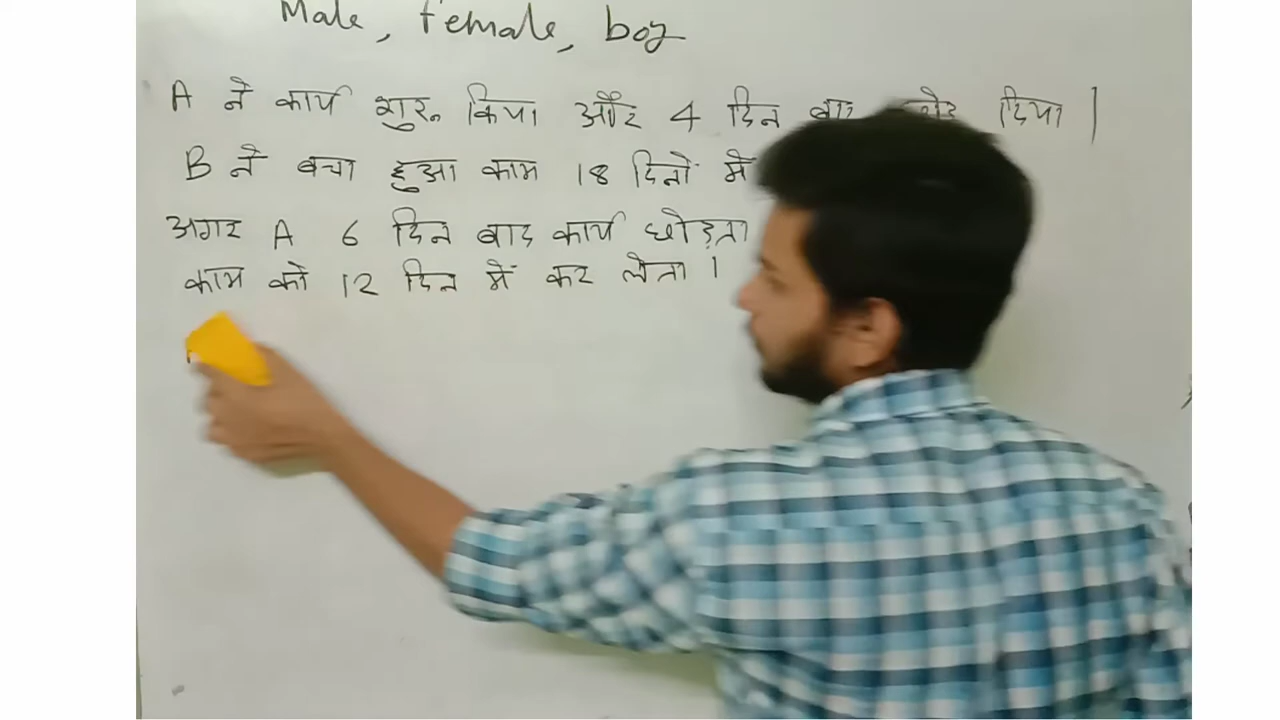 Male, Female, boy
A ने कार्य शुरू किया और 4 दिन बाद दिया |
B ने बचा हुआ काम 18 दिनों में
अगर A 6 दिन बाद कार्य छोड़ता
काम को 12 दिन में कर लेता |